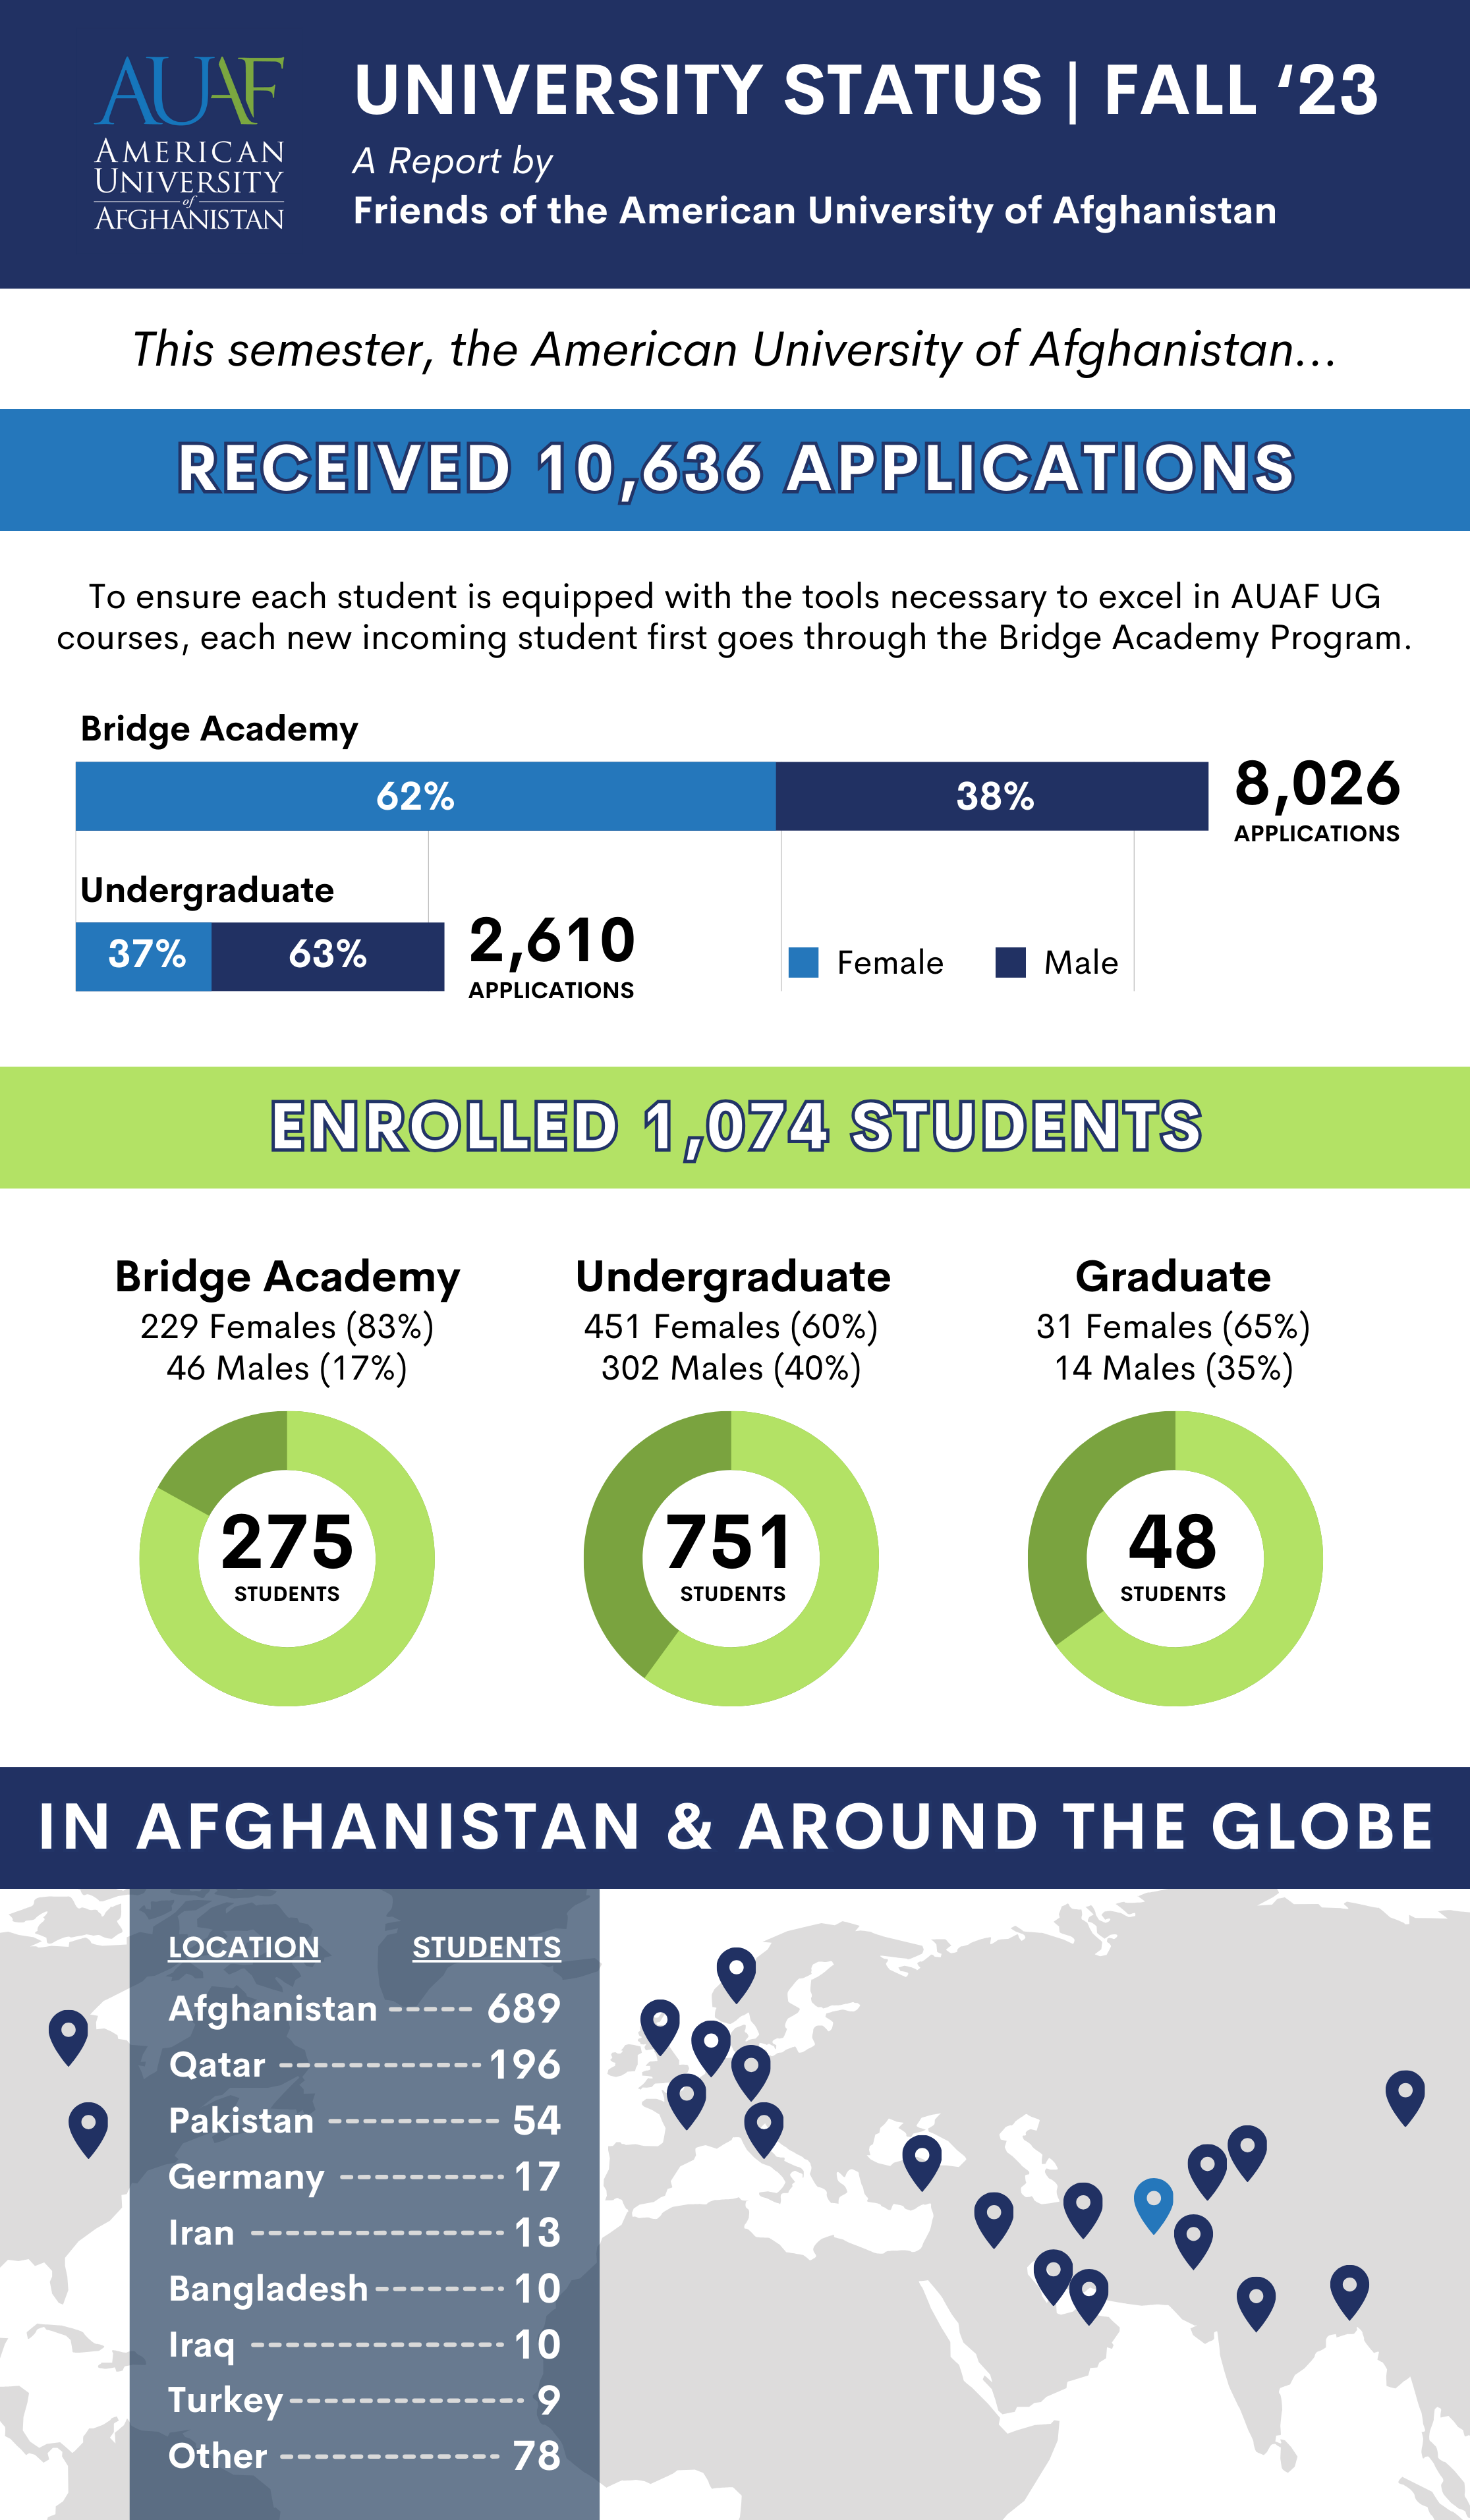 AUAF
AMERICAN
UNIVERSITY
of
AFGHANISTAN
UNIVERSITY STATUS | FALL ‘23
A Report by
Friends of the American University of Afghanistan
This semester, the American University of Afghanistan...
RECEIVED 10,636 APPLICATIONS
To ensure each student is equipped with the tools necessary to excel in AUAF UG
courses, each new incoming student first goes through the Bridge Academy Program.
Bridge Academy
62% 38%
8,026
APPLICATIONS
Undergraduate
37% 63%
2,610
APPLICATIONS
Female Male
ENROLLED 1,074 STUDENTS
Bridge Academy
229 Females (83%)
46 Males (17%)
275
STUDENTS
Undergraduate
451 Females (60%)
302 Males (40%)
751
STUDENTS
Graduate
31 Females (65%)
14 Males (35%)
48
STUDENTS
IN AFGHANISTAN & AROUND THE GLOBE
LOCATION STUDENTS
Afghanistan ----- 689
Qatar ------------ 196
Pakistan ---------- 54
Germany ---------- 17
Iran --------------- 13
Bangladesh -------- 10
Iraq --------------- 10
Turkey -------------- 9
Other ------------- 78